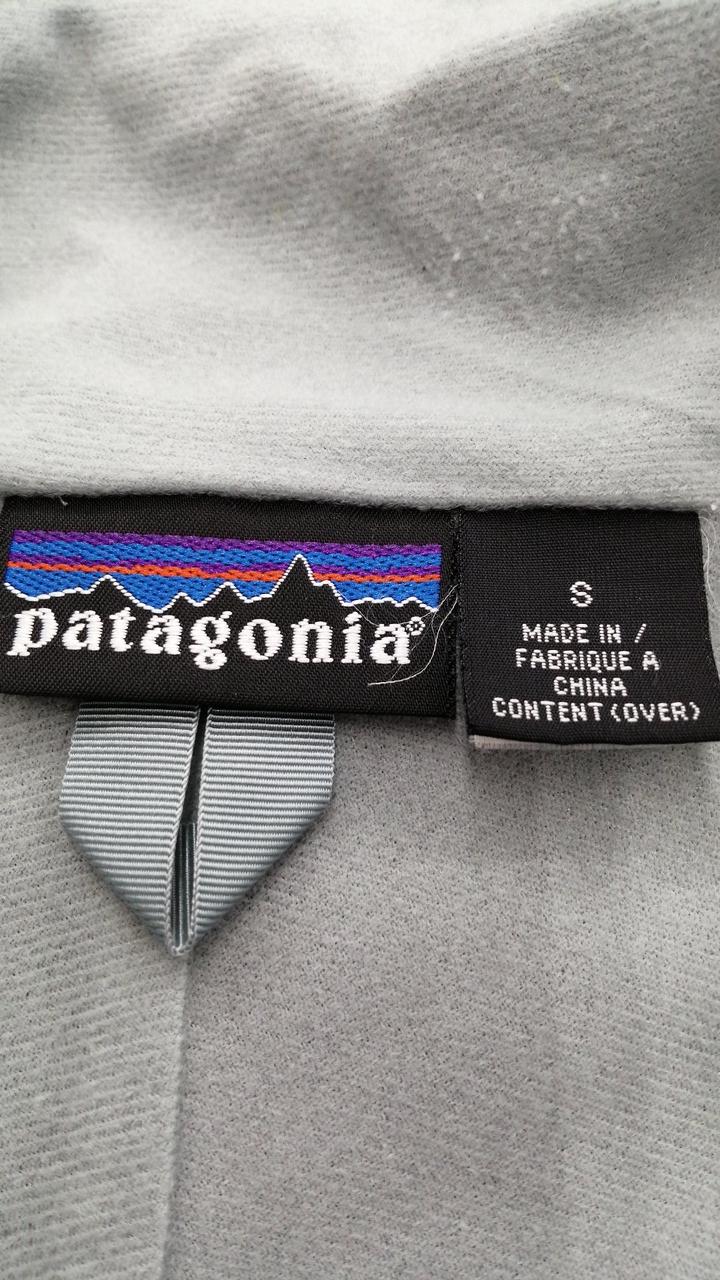 patagonia®
S
MADE IN /
FABRIQUE A
CHINA
CONTENT (OVER)